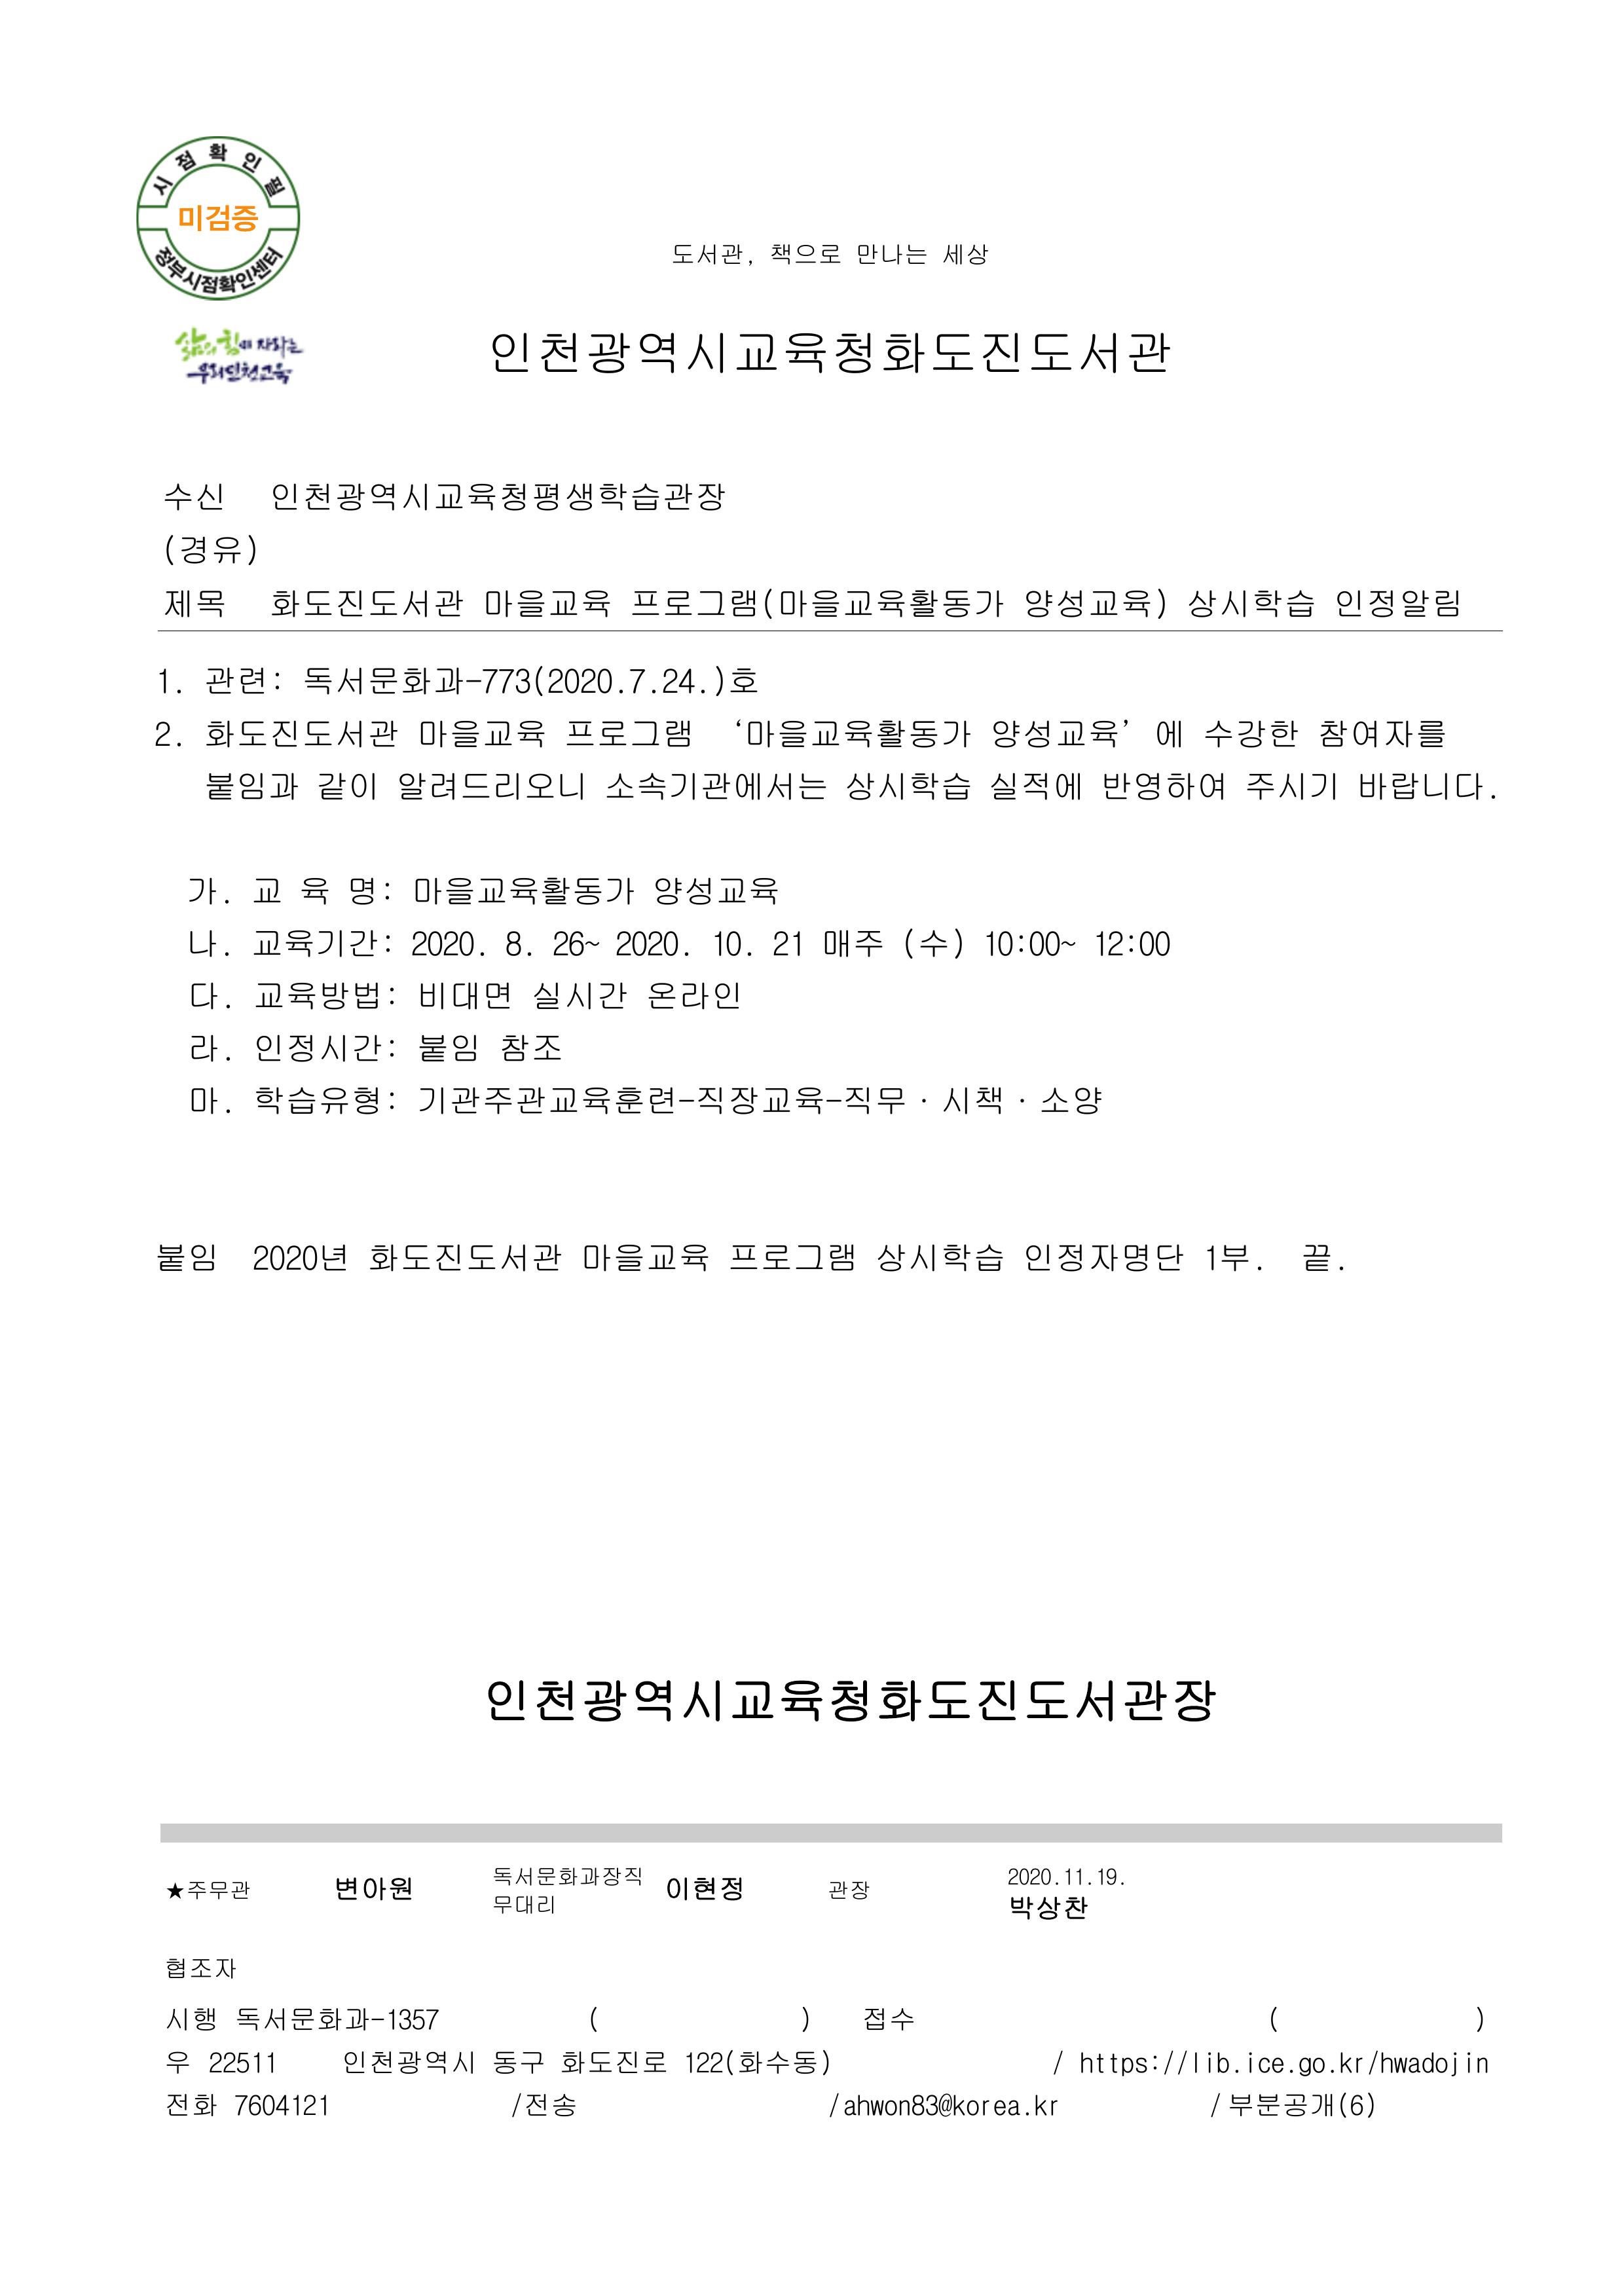 시 점 확 인 필
미검증
정부시점확인센터
도서관, 책으로 만나는 세상
삶의 힘이 자라는
우리인천교육
인천광역시교육청화도진도서관
수신 인천광역시교육청평생학습관장
(경유)
제목 화도진도서관 마을교육 프로그램(마을교육활동가 양성교육) 상시학습 인정알림
1. 관련: 독서문화과-773(2020.7.24.)호
2. 화도진도서관 마을교육 프로그램 ‘마을교육활동가 양성교육’에 수강한 참여자를
붙임과 같이 알려드리오니 소속기관에서는 상시학습 실적에 반영하여 주시기 바랍니다.
가. 교 육 명: 마을교육활동가 양성교육
나. 교육기간: 2020. 8. 26~ 2020. 10. 21 매주 (수) 10:00~ 12:00
다. 교육방법: 비대면 실시간 온라인
라. 인정시간: 붙임 참조
마. 학습유형: 기관주관교육훈련-직장교육-직무·시책·소양
붙임 2020년 화도진도서관 마을교육 프로그램 상시학습 인정자명단 1부. 끝.
인천광역시교육청화도진도서관장
★주무관 변아원 독서문화과장직무대리 이현정 관장 2020.11.19. 박상찬
협조자
시행 독서문화과-1357 ( ) 접수 ( )
우 22511 인천광역시 동구 화도진로 122(화수동) / https://lib.ice.go.kr/hwadojin
전화 7604121 /전송 /ahwon83@korea.kr /부분공개(6)